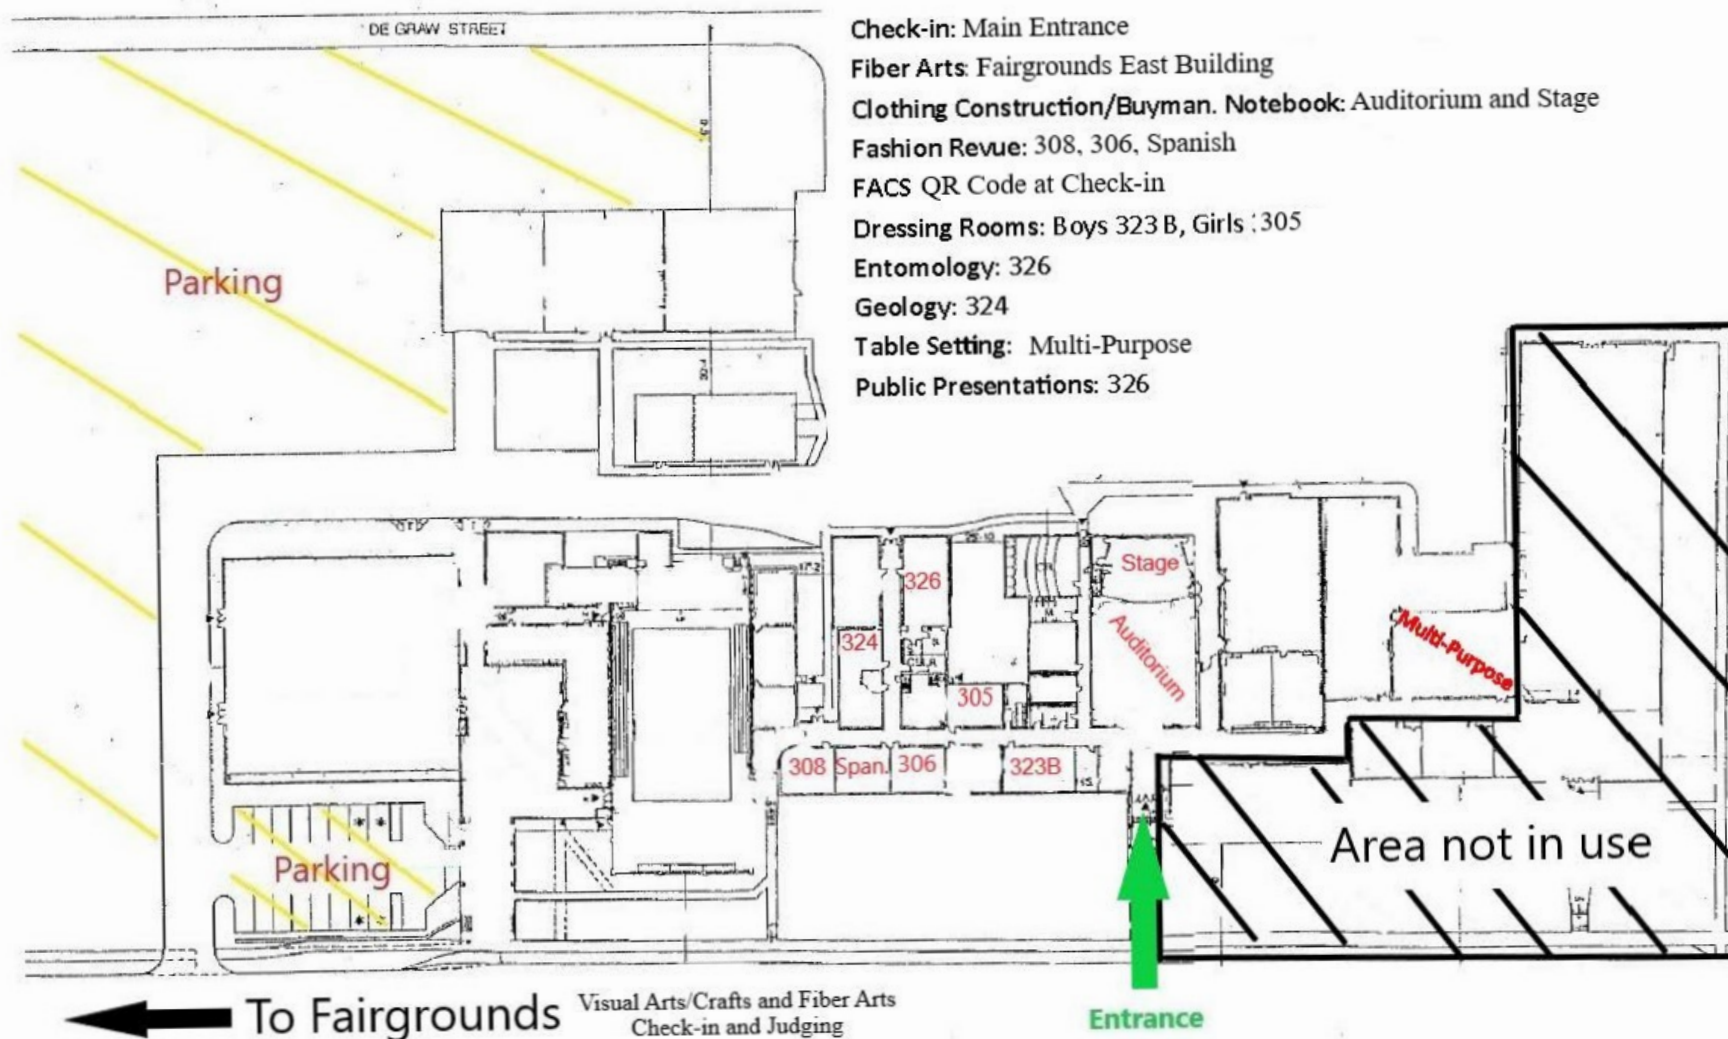 DE GRAW STREET
Check-in: Main Entrance
Fiber Arts: Fairgrounds East Building
Clothing Construction/Buyman. Notebook: Auditorium and Stage
Fashion Revue: 308, 306, Spanish
FACS QR Code at Check-in
Dressing Rooms: Boys 323 B, Girls : 305
Entomology: 326
Geology: 324
Table Setting: Multi-Purpose
Public Presentations: 326
Parking
Stage
326
324
Auditorium
Multi-Purpose
305
308
Span.
306
323B
Area not in use
Parking
To Fairgrounds
Visual Arts/Crafts and Fiber Arts
Check-in and Judging
Entrance